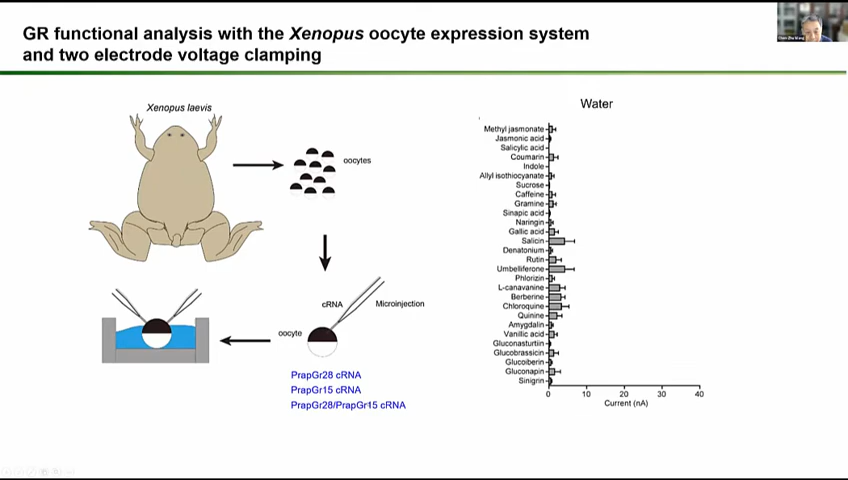 GR functional analysis with the Xenopus oocyte expression system
and two electrode voltage clamping
Xenopus laevis
oocytes
cRNA
Microinjection
oocyte
PrapGr28 cRNA
PrapGr15 cRNA
PrapGr28/PrapGr15 cRNA
Water
Methyl jasmonate
Jasmonic acid
Salicylic acid
Coumarin
Indole
Allyl isothiocyanate
Sucrose
Caffeine
Gramine
Sinapic acid
Naringin
Gallic acid
Salicin
Denatonium
Rutin
Umbelliferone
Phlorizin
L-canavanine
Berberine
Chloroquine
Quinine
Amygdalin
Vanillic acid
Gluconasturtin
Glucobrassicin
Glucoiberin
Gluconapin
Sinigrin
0 10 20 30 40
Current (nA)